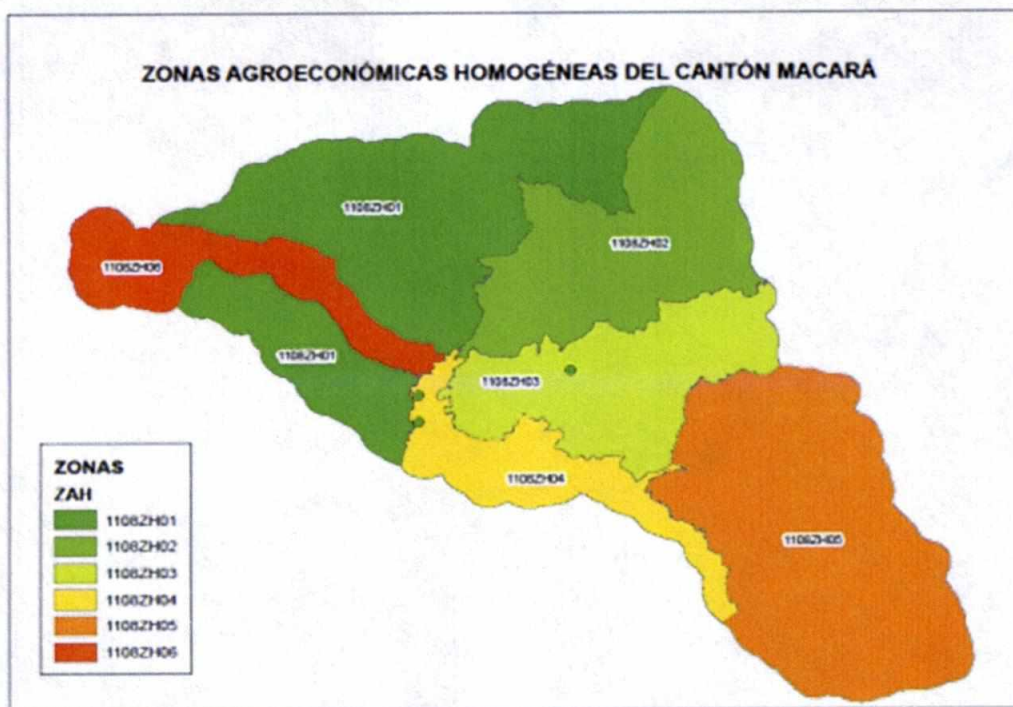 ZONAS AGROECONÓMICAS HOMOGÉNEAS DEL CANTÓN MACARÁ
1108ZH01
1108ZH02
1108ZH06
1108ZH01
1108ZH03
1108ZH04
1108ZH05
ZONAS
ZAH
1108ZH01
1108ZH02
1108ZH03
1108ZH04
1108ZH05
1108ZH06